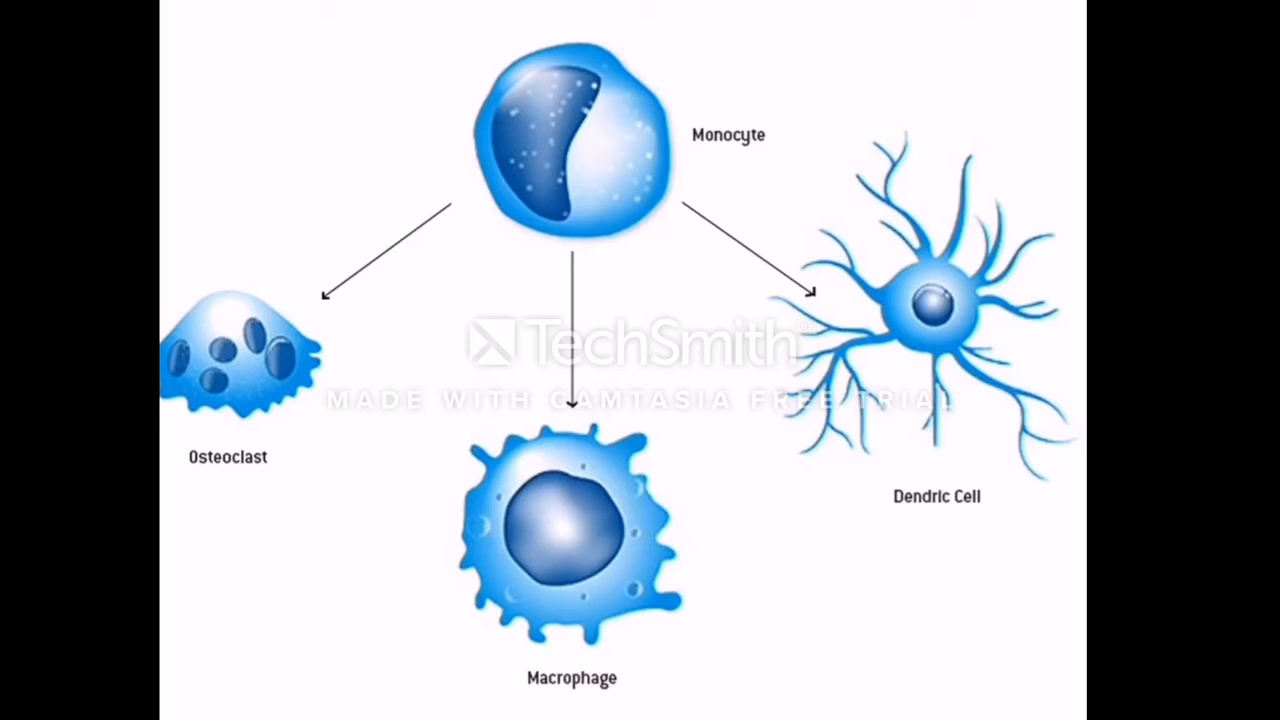 Monocyte
TechSmith
MADE WITH CAMTASIA FREE TRIAL
Osteoclast
Dendric Cell
Macrophage